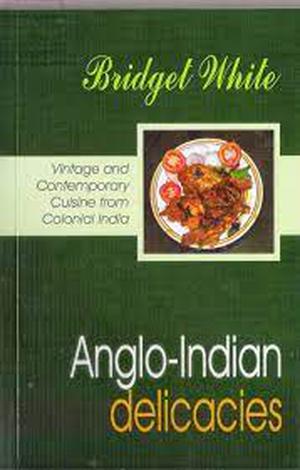 Bridget White
Vintage and
Contemporary
Cuisine from
Colonial India
Anglo-Indian
delicacies